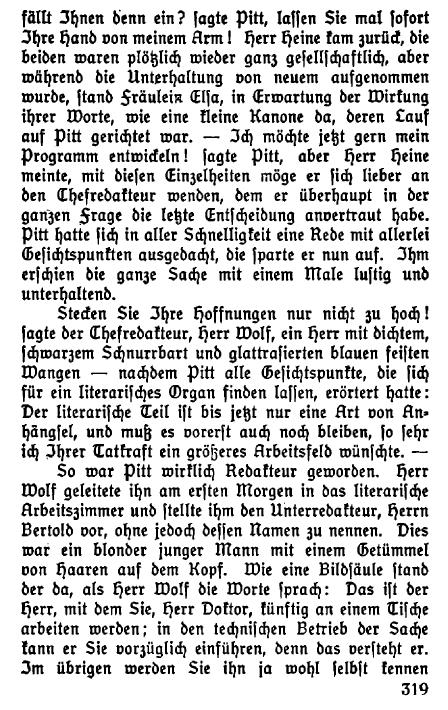 fällt Ihnen denn ein? sagte Pitt, lassen Sie mal sofort
Ihre Hand von meinem Arm! Herr Heine kam zurück, die
beiden waren plötzlich wieder ganz gesellschaftlich, aber
während die Unterhaltung von neuem aufgenommen
wurde, stand Fräulein Elsa, in Erwartung der Wirkung
ihrer Worte, wie eine kleine Kanone da, deren Lauf
auf Pitt gerichtet war. — Ich möchte jetzt gern mein
Programm entwickeln! sagte Pitt, aber Herr Heine
meinte, mit diesen Einzelheiten möge er sich lieber an
den Chefredakteur wenden, dem er überhaupt in der
ganzen Frage die letzte Entscheidung anvertraut habe.
Pitt hatte sich in aller Schnelligkeit eine Rede mit allerlei
Gesichtspunkten ausgedacht, die sparte er nun auf. Ihm
erschien die ganze Sache mit einem Male lustig und
unterhaltend.
Stecken Sie Ihre Hoffnungen nur nicht zu hoch!
sagte der Chefredakteur, Herr Wolf, ein Herr mit dichtem,
schwarzem Schnurrbart und glattrasierten blauen feisten
Wangen — nachdem Pitt alle Gesichtspunkte, die sich
für ein literarisches Organ finden lassen, erörtert hatte:
Der literarische Teil ist bis jetzt nur eine Art von An-
hängsel, und muß es vorerst auch noch bleiben, so sehr
ich Ihrer Tatkraft ein größeres Arbeitsfeld wünschte. —
So war Pitt wirklich Redakteur geworden. Herr
Wolf geleitete ihn am ersten Morgen in das literarische
Arbeitszimmer und stellte ihm den Unterredakteur, Herrn
Bertold vor, ohne jedoch dessen Namen zu nennen. Dies
war ein blonder junger Mann mit einem Getümmel
von Haaren auf dem Kopf. Wie eine Bildsäule stand
der da, als Herr Wolf die Worte sprach: Das ist der
Herr, mit dem Sie, Herr Doktor, künftig an einem Tische
arbeiten werden; in den technischen Betrieb der Sache
kann er Sie vorzüglich einführen, denn das versteht er.
Im übrigen werden Sie ihn ja wohl selbst kennen
319